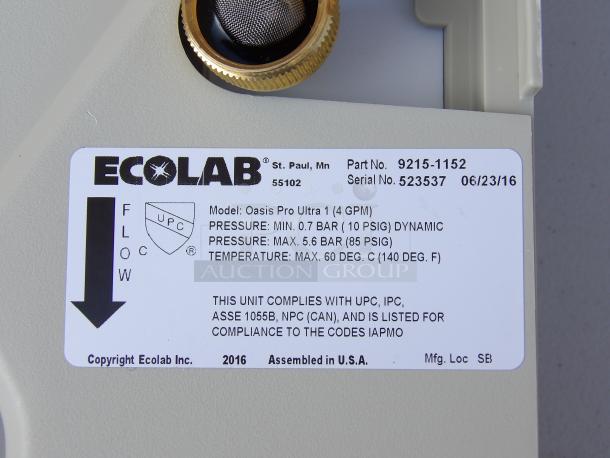 ECOLAB® St. Paul, Mn 55102
Part No. 9215-1152
Serial No. 523537 06/23/16
FLOW
UPC
C ®
Model: Oasis Pro Ultra 1 (4 GPM)
PRESSURE: MIN. 0.7 BAR ( 10 PSIG) DYNAMIC
PRESSURE: MAX. 5.6 BAR (85 PSIG)
TEMPERATURE: MAX. 60 DEG. C (140 DEG. F)
AUCTION GROUP
THIS UNIT COMPLIES WITH UPC, IPC,
ASSE 1055B, NPC (CAN), AND IS LISTED FOR
COMPLIANCE TO THE CODES IAPMO
Copyright Ecolab Inc. 2016 Assembled in U.S.A. Mfg. Loc SB